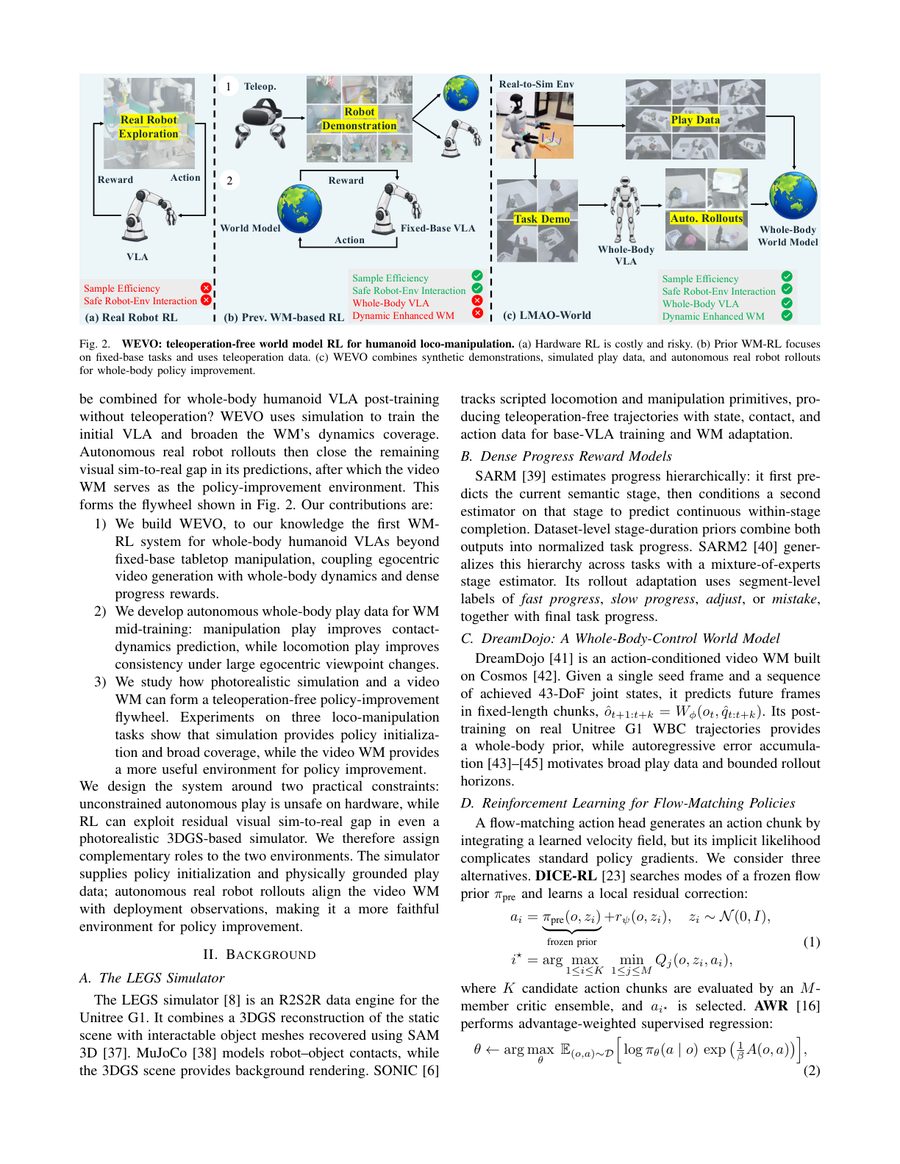 Real Robot
Exploration
Reward
Action
VLA
Sample Efficiency
Safe Robot-Env Interaction
(a) Real Robot RL
1
Teleop.
Robot
Demonstration
2
Reward
World Model
Fixed-Base VLA
Action
Sample Efficiency
Safe Robot-Env Interaction
Whole-Body VLA
Dynamic Enhanced WM
(b) Prev. WM-based RL
Real-to-Sim Env
Play Data
Task Demo
Auto. Rollouts
Whole-Body
VLA
Whole-Body
World Model
Sample Efficiency
Safe Robot-Env Interaction
Whole-Body VLA
Dynamic Enhanced WM
(c) LMAO-World
Fig. 2. WEVO: teleoperation-free world model RL for humanoid loco-manipulation. (a) Hardware RL is costly and risky. (b) Prior WM-RL focuses
on fixed-base tasks and uses teleoperation data. (c) WEVO combines synthetic demonstrations, simulated play data, and autonomous real robot rollouts
for whole-body policy improvement.
be combined for whole-body humanoid VLA post-training
without teleoperation? WEVO uses simulation to train the
initial VLA and broaden the WM's dynamics coverage.
Autonomous real robot rollouts then close the remaining
visual sim-to-real gap in its predictions, after which the video
WM serves as the policy-improvement environment. This
forms the flywheel shown in Fig. 2. Our contributions are:
1) We build WEVO, to our knowledge the first WM-
RL system for whole-body humanoid VLAs beyond
fixed-base tabletop manipulation, coupling egocentric
video generation with whole-body dynamics and dense
progress rewards.
2) We develop autonomous whole-body play data for WM
mid-training: manipulation play improves contact-
dynamics prediction, while locomotion play improves
consistency under large egocentric viewpoint changes.
3) We study how photorealistic simulation and a video
WM can form a teleoperation-free policy-improvement
flywheel. Experiments on three loco-manipulation
tasks show that simulation provides policy initializa-
tion and broad coverage, while the video WM provides
a more useful environment for policy improvement.
We design the system around two practical constraints:
unconstrained autonomous play is unsafe on hardware, while
RL can exploit residual visual sim-to-real gap in even a
photorealistic 3DGS-based simulator. We therefore assign
complementary roles to the two environments. The simulator
supplies policy initialization and physically grounded play
data; autonomous real robot rollouts align the video WM
with deployment observations, making it a more faithful
environment for policy improvement.
II. BACKGROUND
A. The LEGS Simulator
The LEGS simulator [8] is an R2S2R data engine for the
Unitree G1. It combines a 3DGS reconstruction of the static
scene with interactable object meshes recovered using SAM
3D [37]. MuJoCo [38] models robot–object contacts, while
the 3DGS scene provides background rendering. SONIC [6]
tracks scripted locomotion and manipulation primitives, pro-
ducing teleoperation-free trajectories with state, contact, and
action data for base-VLA training and WM adaptation.
B. Dense Progress Reward Models
SARM [39] estimates progress hierarchically: it first pre-
dicts the current semantic stage, then conditions a second
estimator on that stage to predict continuous within-stage
completion. Dataset-level stage-duration priors combine both
outputs into normalized task progress. SARM2 [40] gener-
alizes this hierarchy across tasks with a mixture-of-experts
stage estimator. Its rollout adaptation uses segment-level
labels of fast progress, slow progress, adjust, or mistake,
together with final task progress.
C. DreamDojo: A Whole-Body-Control World Model
DreamDojo [41] is an action-conditioned video WM built
on Cosmos [42]. Given a single seed frame and a sequence
of achieved 43-DoF joint states, it predicts future frames
in fixed-length chunks, ô_{t+1:t+k} = W_ϕ(o_t, q̂_{t:t+k}). Its post-
training on real Unitree G1 WBC trajectories provides
a whole-body prior, while autoregressive error accumula-
tion [43]–[45] motivates broad play data and bounded rollout
horizons.
D. Reinforcement Learning for Flow-Matching Policies
A flow-matching action head generates an action chunk by
integrating a learned velocity field, but its implicit likelihood
complicates standard policy gradients. We consider three
alternatives. DICE-RL [23] searches modes of a frozen flow
prior π_pre and learns a local residual correction:
a_i = π_pre(o, z_i) + r_ψ(o, z_i), z_i ∼ N(0, I),
frozen prior
(1)
i* = arg max_{1≤i≤K} min_{1≤j≤M} Q_j(o, z_i, a_i),
where K candidate action chunks are evaluated by an M-
member critic ensemble, and a_{i*} is selected. AWR [16]
performs advantage-weighted supervised regression:
θ ← arg max_θ E_{(o,a)∼D} [ log π_θ(a | o) exp ( 1/β A(o, a) ) ],
(2)